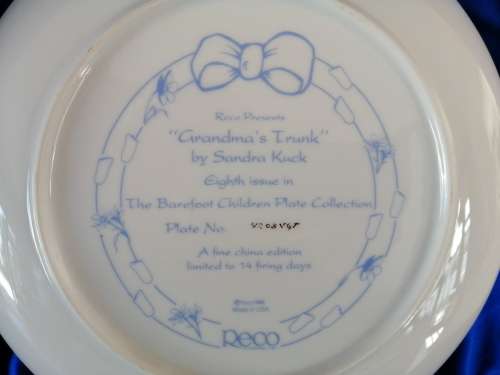 Reco Presents
"Grandma's Trunk"
by Sandra Kuck
Eighth issue in
The Barefoot Children Plate Collection
Plate No.
A fine china edition
limited to 14 firing days
Reco